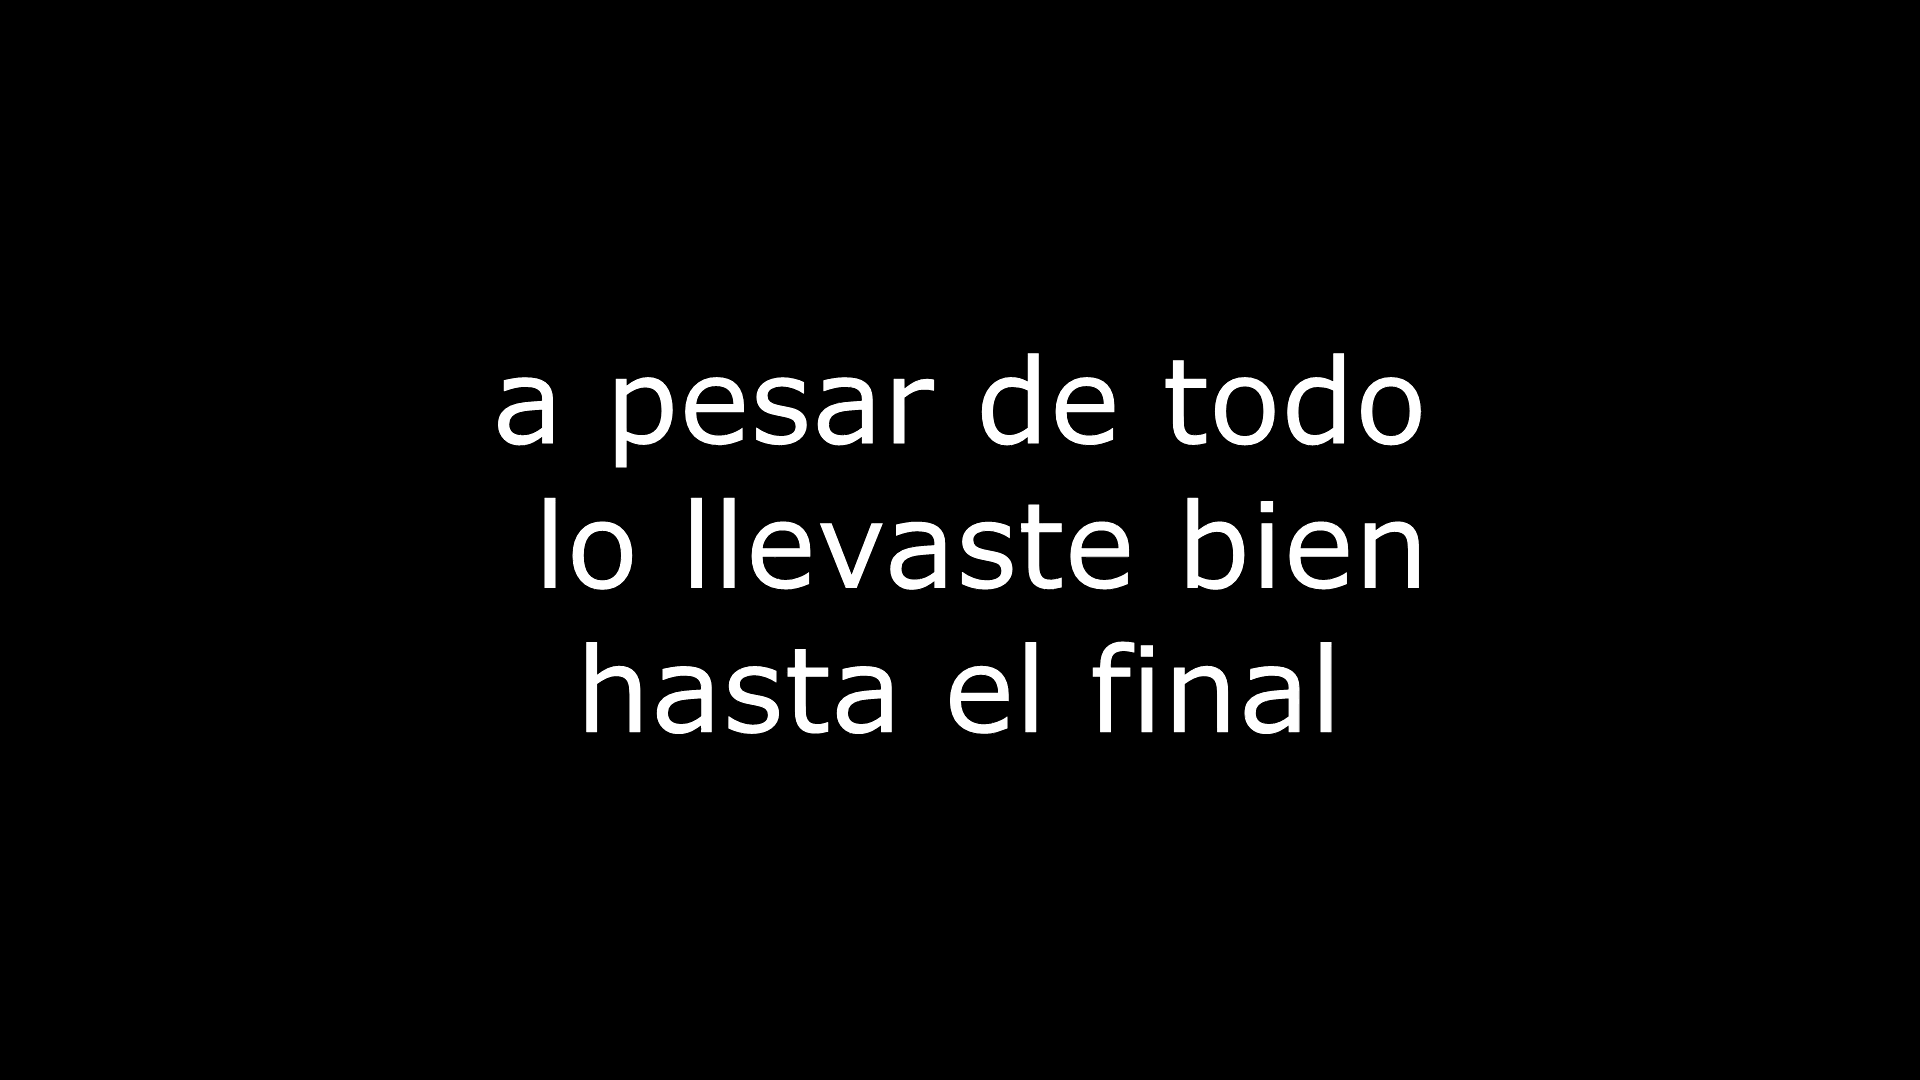 a pesar de todo
lo llevaste bien
hasta el final